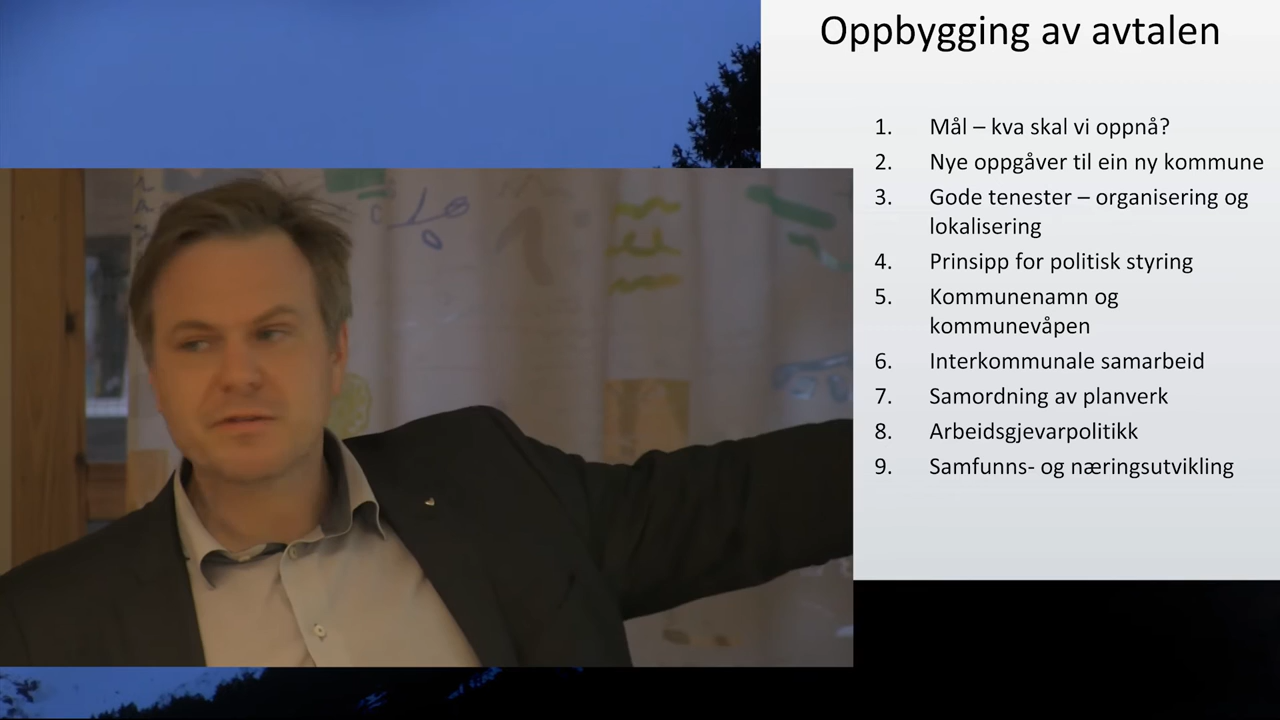 Oppbygging av avtalen
1. Mål – kva skal vi oppnå?
2. Nye oppgåver til ein ny kommune
3. Gode tenester – organisering og
lokalisering
4. Prinsipp for politisk styring
5. Kommunenamn og
kommunevåpen
6. Interkommunale samarbeid
7. Samordning av planverk
8. Arbeidsgjevarpolitikk
9. Samfunns- og næringsutvikling